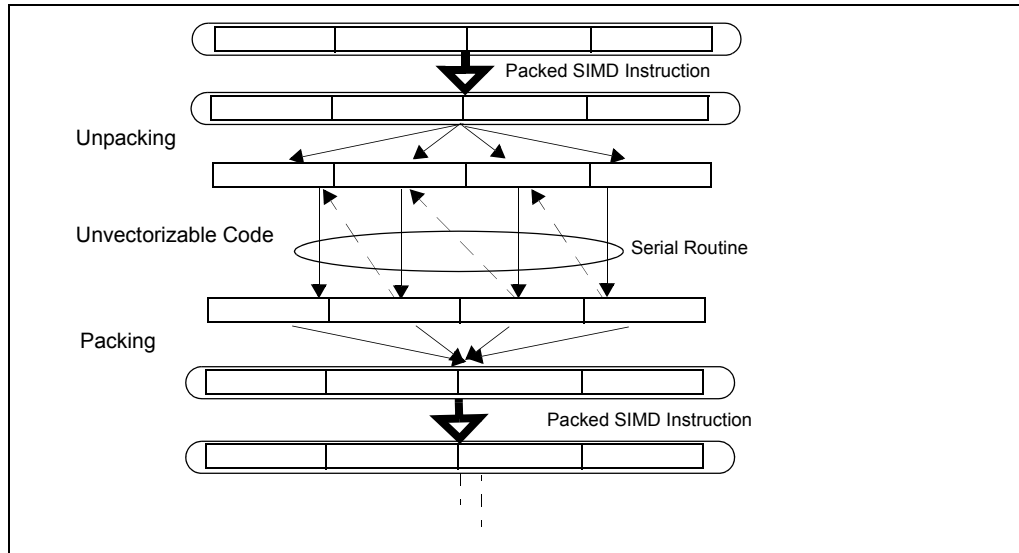 Packed SIMD Instruction
Unpacking
Unvectorizable Code
Serial Routine
Packing
Packed SIMD Instruction